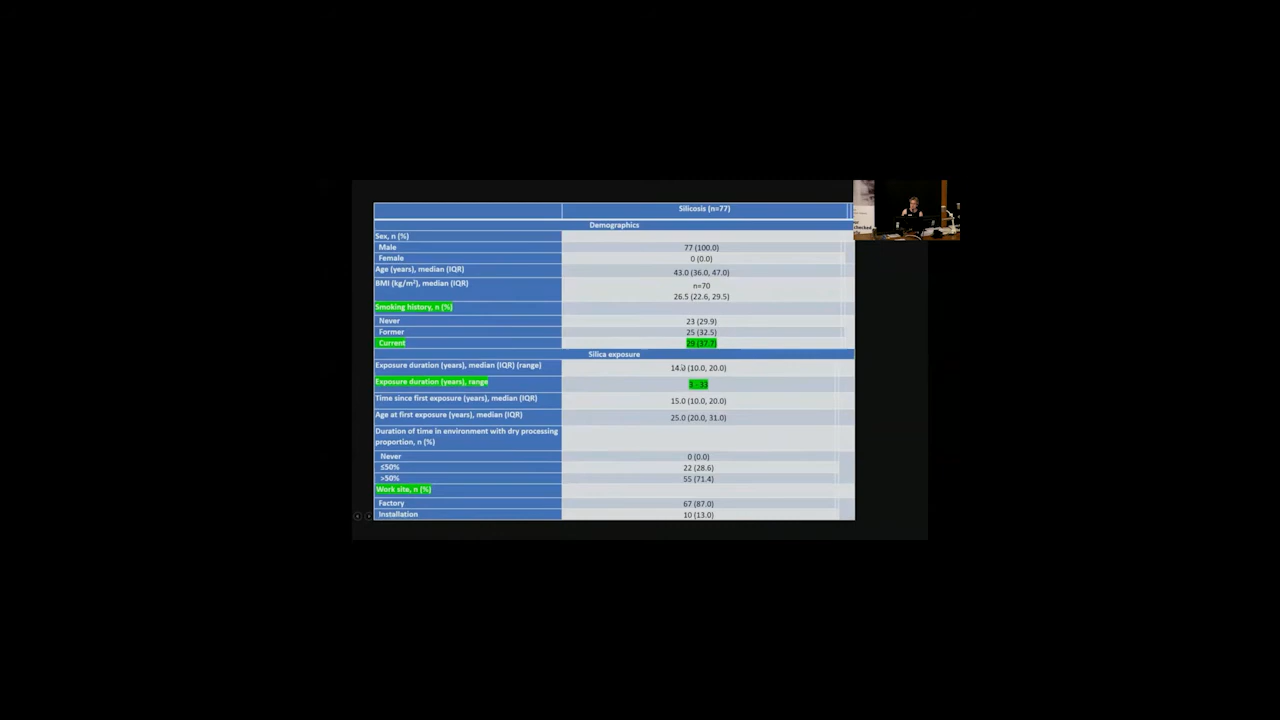 Silicosis (n=77)
Demographics
Sex, n (%)
Male 77 (100.0)
Female 0 (0.0)
Age (years), median (IQR) 43.0 (36.0, 47.0)
BMI (kg/m²), median (IQR) n=70
26.5 (22.6, 29.5)
Smoking history, n (%)
Never 23 (29.9)
Former 25 (32.5)
Current 29 (37.7)
Silica exposure
Exposure duration (years), median (IQR) (range) 14.0 (10.0, 20.0)
Exposure duration (years), range 3 - 33
Time since first exposure (years), median (IQR) 15.0 (10.0, 20.0)
Age at first exposure (years), median (IQR) 25.0 (20.0, 31.0)
Duration of time in environment with dry processing
proportion, n (%)
Never 0 (0.0)
≤50% 22 (28.6)
>50% 55 (71.4)
Work site, n (%)
Factory 67 (87.0)
Installation 10 (13.0)